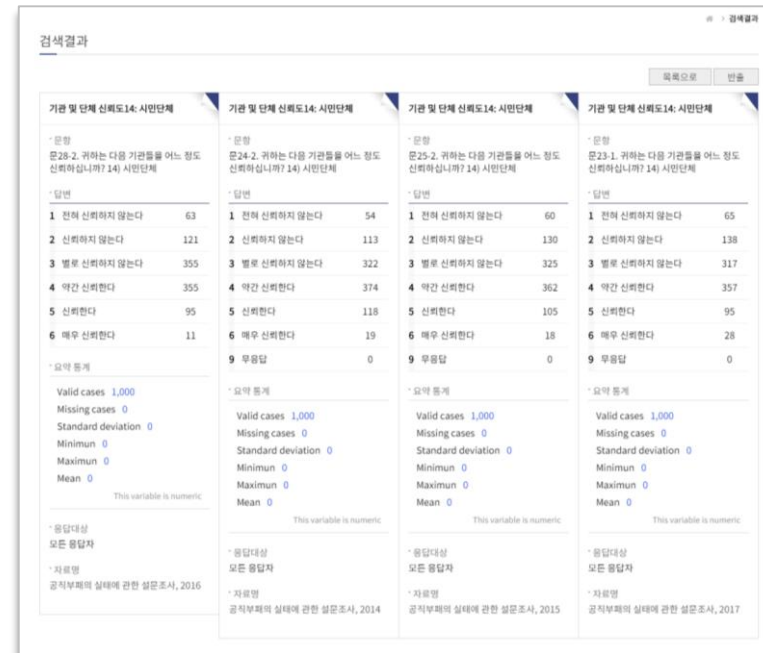 > 검색결과
검색결과
목록으로 반출
기관 및 단체 신뢰도14: 시민단체
* 문항
문28-2. 귀하는 다음 기관들을 어느 정도
신뢰하십니까? 14) 시민단체
* 답변
1 전혀 신뢰하지 않는다 63
2 신뢰하지 않는다 121
3 별로 신뢰하지 않는다 355
4 약간 신뢰한다 355
5 신뢰한다 95
6 매우 신뢰한다 11
* 요약 통계
Valid cases 1,000
Missing cases 0
Standard deviation 0
Minimun 0
Maximun 0
Mean 0
This variable is numeric
* 응답대상
모든 응답자
* 자료명
공직부패의 실태에 관한 설문조사, 2016
기관 및 단체 신뢰도14: 시민단체
* 문항
문24-2. 귀하는 다음 기관들을 어느 정도
신뢰하십니까? 14) 시민단체
* 답변
1 전혀 신뢰하지 않는다 54
2 신뢰하지 않는다 113
3 별로 신뢰하지 않는다 322
4 약간 신뢰한다 374
5 신뢰한다 118
6 매우 신뢰한다 19
9 무응답 0
* 요약 통계
Valid cases 1,000
Missing cases 0
Standard deviation 0
Minimun 0
Maximun 0
Mean 0
This variable is numeric
* 응답대상
모든 응답자
* 자료명
공직부패의 실태에 관한 설문조사, 2014
기관 및 단체 신뢰도14: 시민단체
* 문항
문25-2. 귀하는 다음 기관들을 어느 정도
신뢰하십니까? 14) 시민단체
* 답변
1 전혀 신뢰하지 않는다 60
2 신뢰하지 않는다 130
3 별로 신뢰하지 않는다 325
4 약간 신뢰한다 362
5 신뢰한다 105
6 매우 신뢰한다 18
9 무응답 0
* 요약 통계
Valid cases 1,000
Missing cases 0
Standard deviation 0
Minimun 0
Maximun 0
Mean 0
This variable is numeric
* 응답대상
모든 응답자
* 자료명
공직부패의 실태에 관한 설문조사, 2015
기관 및 단체 신뢰도14: 시민단체
* 문항
문23-1. 귀하는 다음 기관들을 어느 정도
신뢰하십니까? 14) 시민단체
* 답변
1 전혀 신뢰하지 않는다 65
2 신뢰하지 않는다 138
3 별로 신뢰하지 않는다 317
4 약간 신뢰한다 357
5 신뢰한다 95
6 매우 신뢰한다 28
9 무응답 0
* 요약 통계
Valid cases 1,000
Missing cases 0
Standard deviation 0
Minimun 0
Maximun 0
Mean 0
This variable is numeric
* 응답대상
모든 응답자
* 자료명
공직부패의 실태에 관한 설문조사, 2017